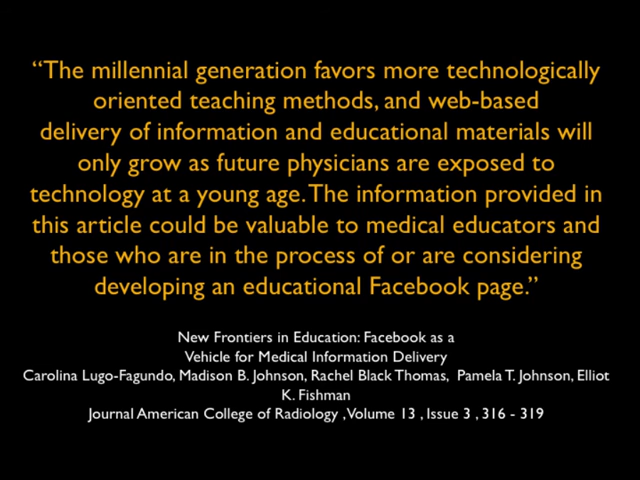 “The millennial generation favors more technologically
oriented teaching methods, and web-based
delivery of information and educational materials will
only grow as future physicians are exposed to
technology at a young age. The information provided in
this article could be valuable to medical educators and
those who are in the process of or are considering
developing an educational Facebook page.”
New Frontiers in Education: Facebook as a
Vehicle for Medical Information Delivery
Carolina Lugo-Fagundo, Madison B. Johnson, Rachel Black Thomas,  Pamela T. Johnson, Elliot
K. Fishman
Journal American College of Radiology , Volume 13 , Issue 3 , 316 - 319